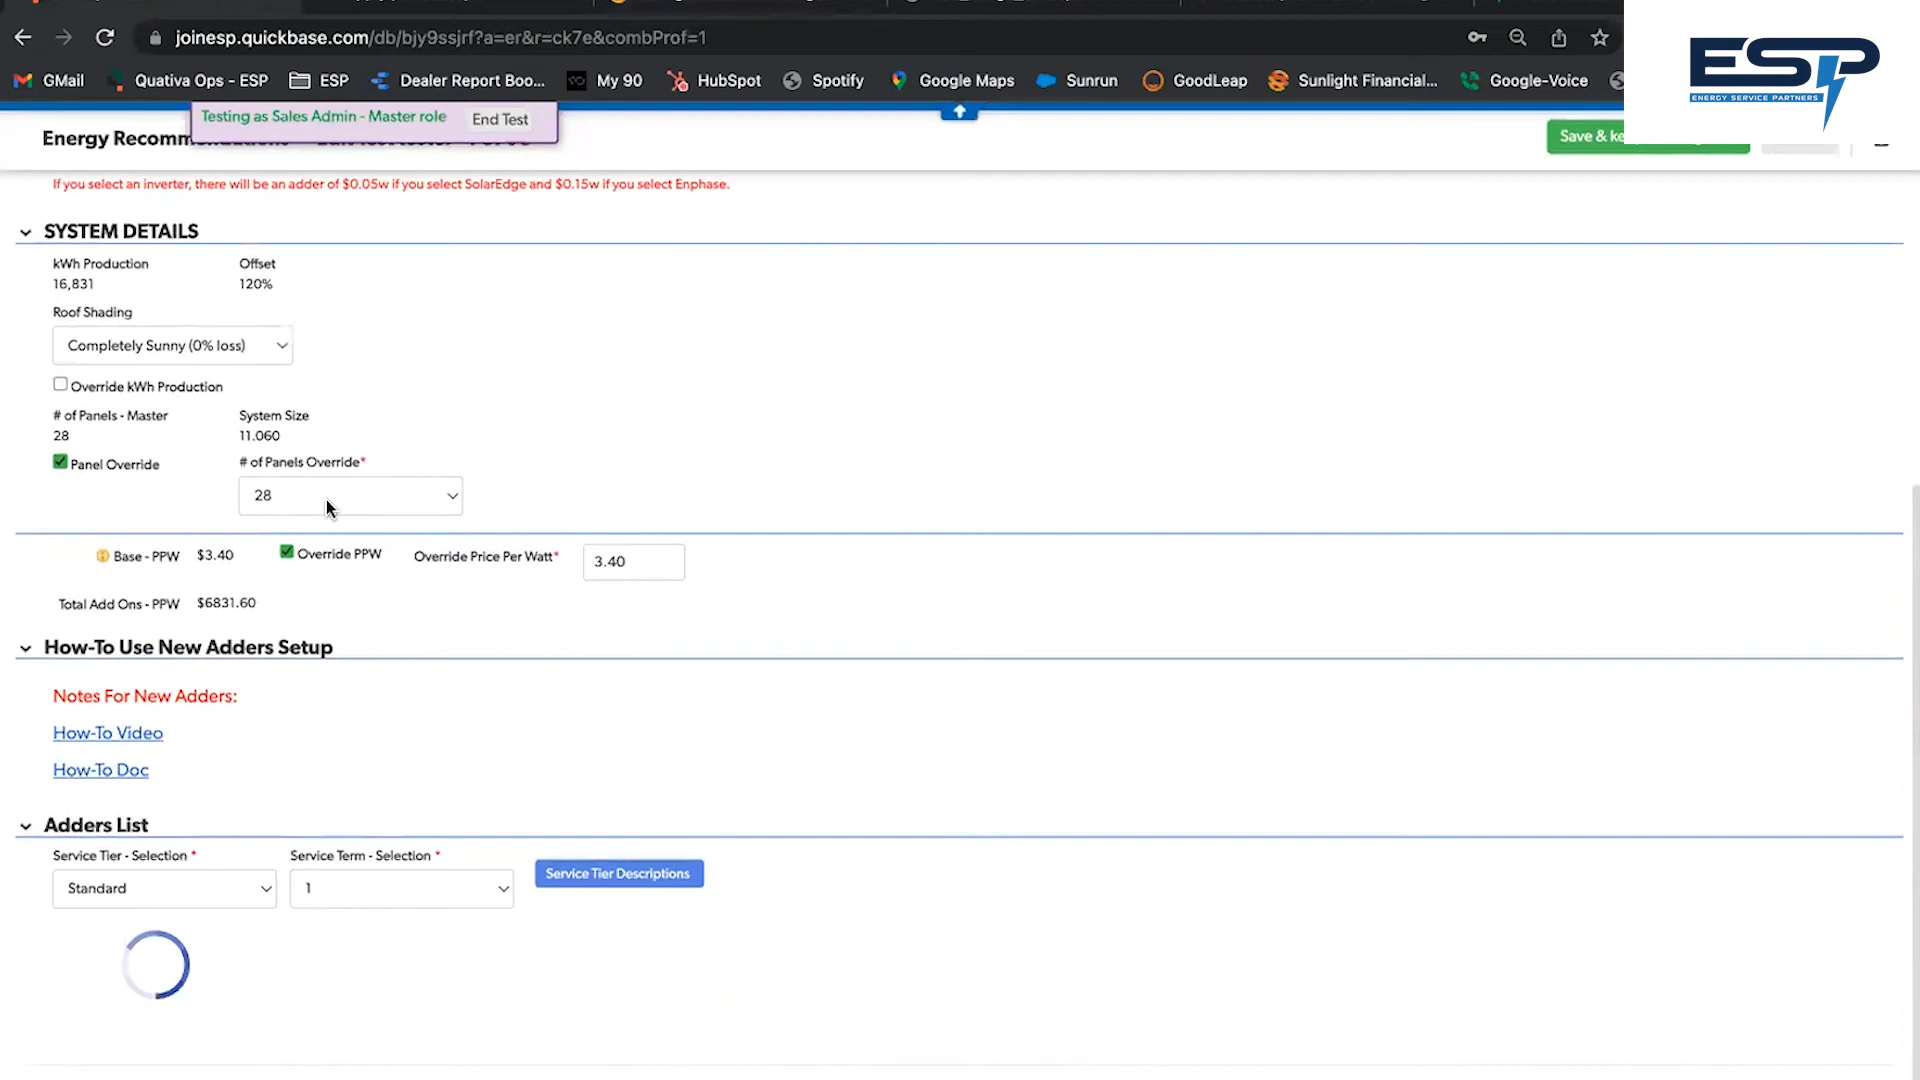 joinesp.quickbase.com/db/bjy9ssjrf?a=er&r=ck7e&combProf=1
GMail Quativa Ops - ESP ESP Dealer Report Boo... My 90 HubSpot Spotify Google Maps Sunrun GoodLeap Sunlight Financial... Google-Voice
ESP
ENERGY SERVICE PARTNERS
Testing as Sales Admin - Master role End Test
Energy Recomm
Save & ke
If you select an inverter, there will be an adder of $0.05w if you select SolarEdge and $0.15w if you select Enphase.
SYSTEM DETAILS
kWh Production Offset
16,831 120%
Roof Shading
Completely Sunny (0% loss)
Override kWh Production
# of Panels - Master System Size
28 11.060
Panel Override # of Panels Override*
28
Base - PPW $3.40 Override PPW Override Price Per Watt* 3.40
Total Add Ons - PPW $6831.60
How-To Use New Adders Setup
Notes For New Adders:
How-To Video
How-To Doc
Adders List
Service Tier - Selection * Service Term - Selection *
Service Tier Descriptions
Standard 1